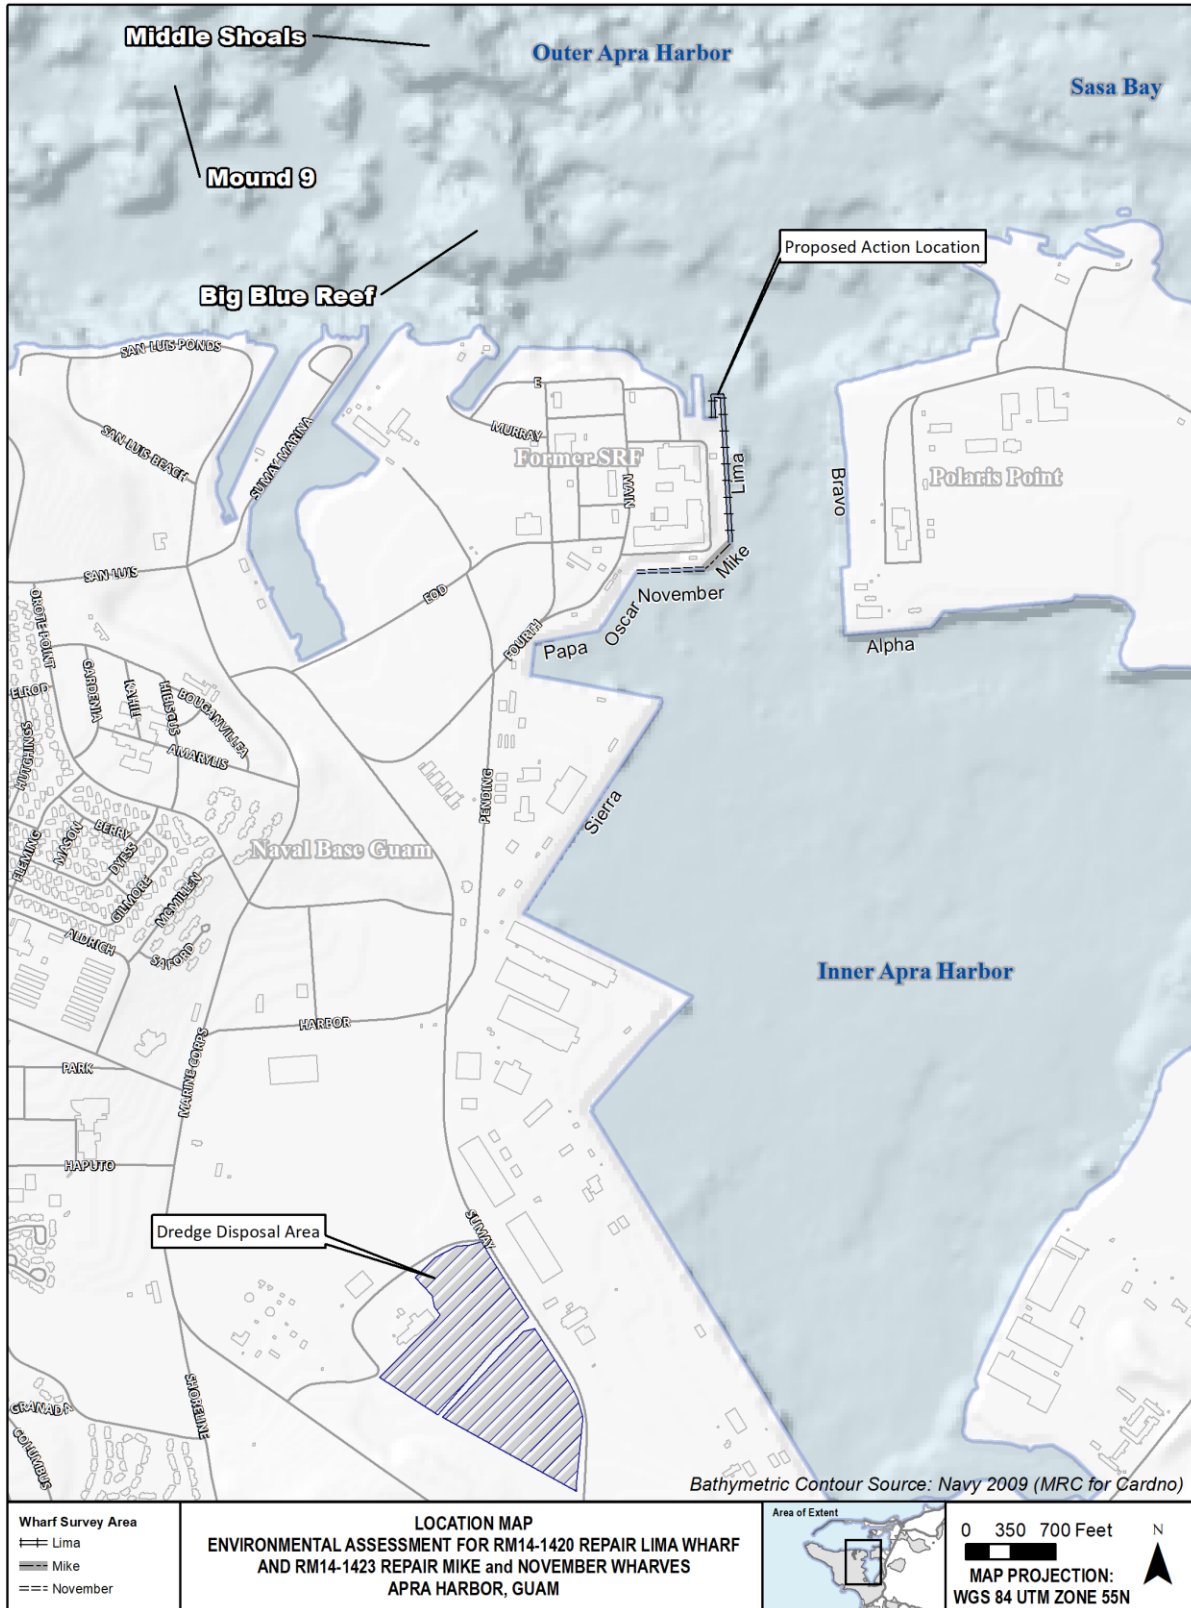 Middle Shoals
Outer Apra Harbor
Sasa Bay
Mound 9
Proposed Action Location
Big Blue Reef
SAN LUIS PONDS
E
MURRAY
SAN LUIS BEACH
SUMAY MARINA
Former SRF
MAIN
Lima
Bravo
Polaris Point
Mike
SAN LUIS
EOD
November
OROTE POINT
Oscar
FOURTH
Papa
Alpha
ELROD
GARDENIA
KAHILI
HIBISCUS
BOUGANVILLEA
HUTCHINGS
AMARYLIS
PENDING
Sierra
FLEMING
MASON
BERRY
DYESS
Naval Base Guam
GILMORE
MCMILLEN
ALDRICH
SAFORD
Inner Apra Harbor
HARBOR
MARINE CORPS
PARK
HAPUTO
SUMAY
Dredge Disposal Area
SHORELINE
GRANADA
COLUMBUS
Bathymetric Contour Source: Navy 2009 (MRC for Cardno)
Wharf Survey Area
Lima
Mike
November
LOCATION MAP
ENVIRONMENTAL ASSESSMENT FOR RM14-1420 REPAIR LIMA WHARF
AND RM14-1423 REPAIR MIKE and NOVEMBER WHARVES
APRA HARBOR, GUAM
Area of Extent
0 350 700 Feet
N
MAP PROJECTION:
WGS 84 UTM ZONE 55N